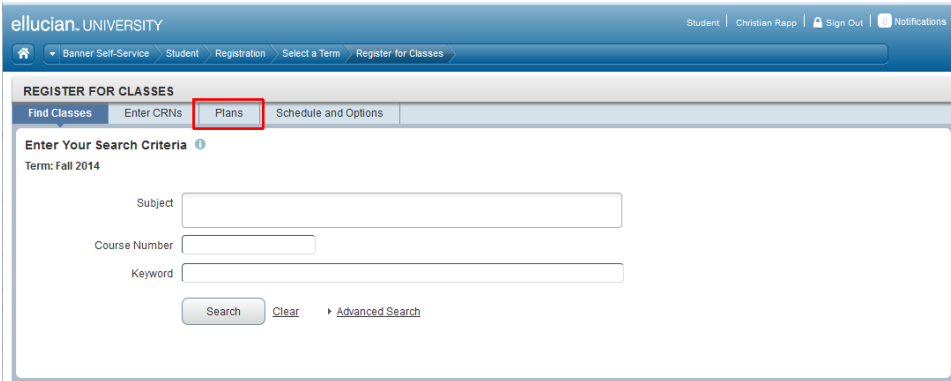 ellucian. UNIVERSITY
Student Christian Rapp Sign Out 0 Notifications
Banner Self-Service Student Registration Select a Term Register for Classes
REGISTER FOR CLASSES
Find Classes Enter CRNs Plans Schedule and Options
Enter Your Search Criteria
Term: Fall 2014
Subject
Course Number
Keyword
Search Clear Advanced Search